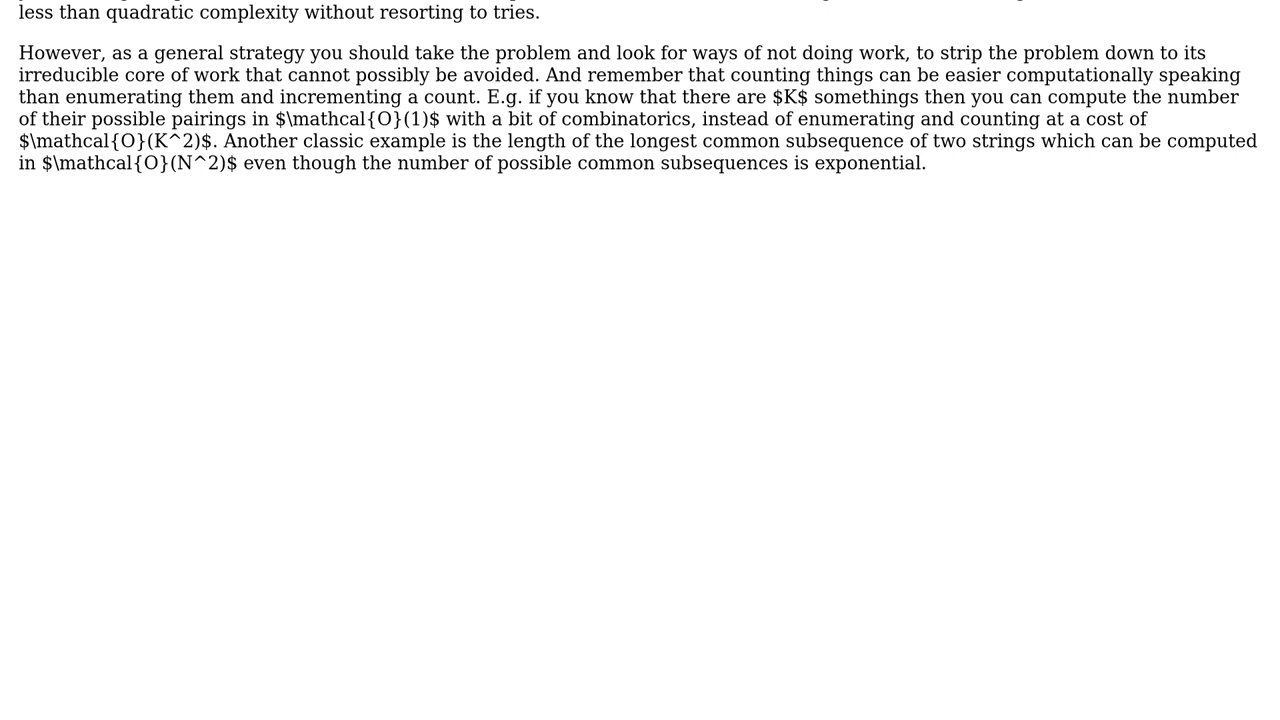 less than quadratic complexity without resorting to tries.
However, as a general strategy you should take the problem and look for ways of not doing work, to strip the problem down to its
irreducible core of work that cannot possibly be avoided. And remember that counting things can be easier computationally speaking
than enumerating them and incrementing a count. E.g. if you know that there are $K$ somethings then you can compute the number
of their possible pairings in $\mathcal{O}(1)$ with a bit of combinatorics, instead of enumerating and counting at a cost of
$\mathcal{O}(K^2)$. Another classic example is the length of the longest common subsequence of two strings which can be computed
in $\mathcal{O}(N^2)$ even though the number of possible common subsequences is exponential.